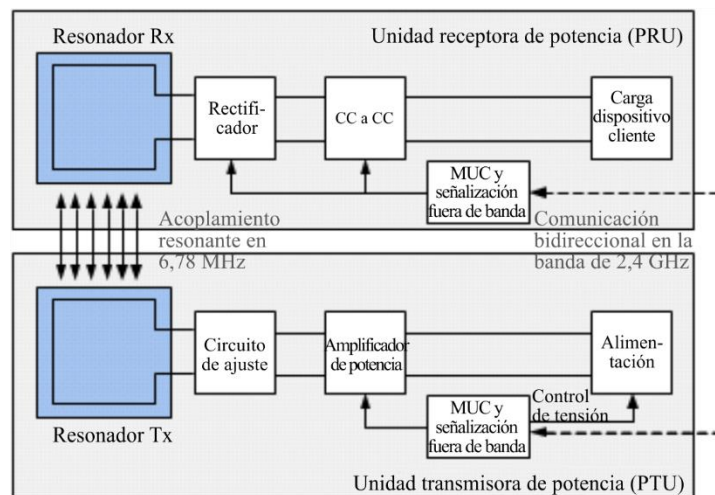 Resonador Rx
Unidad receptora de potencia (PRU)
Rectifi-
cador
CC a CC
Carga
dispositivo
cliente
MUC y
señalización
fuera de banda
Acoplamiento
resonante en
6,78 MHz
Comunicación
bidireccional en la
banda de 2,4 GHz
Circuito
de ajuste
Amplificador
de potencia
Alimen-
tación
Control
de tensión
MUC y
señalización
fuera de banda
Resonador Tx
Unidad transmisora de potencia (PTU)